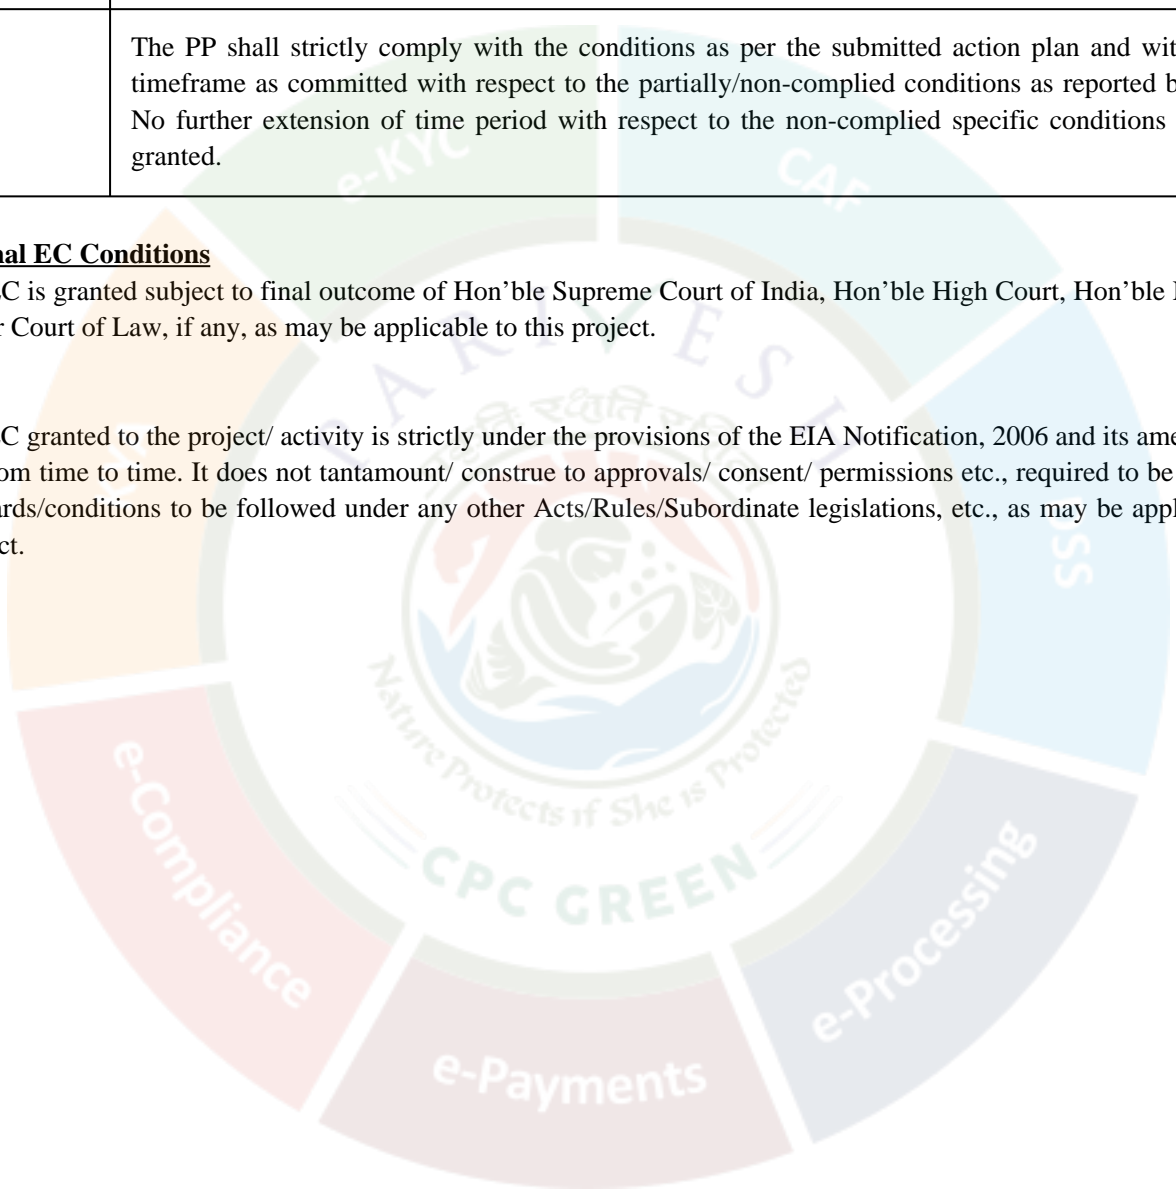 The PP shall strictly comply with the conditions as per the submitted action plan and wit
timeframe as committed with respect to the partially/non-complied conditions as reported b
No further extension of time period with respect to the non-complied specific conditions
granted.
nal EC Conditions
C is granted subject to final outcome of Hon’ble Supreme Court of India, Hon’ble High Court, Hon’ble
r Court of Law, if any, as may be applicable to this project.
C granted to the project/ activity is strictly under the provisions of the EIA Notification, 2006 and its ame
om time to time. It does not tantamount/ construe to approvals/ consent/ permissions etc., required to be
rds/conditions to be followed under any other Acts/Rules/Subordinate legislations, etc., as may be appl
ct.
e-KYC
CAF
PARIVESH
DSS
Nature Protects if She is Protected
CPC GREEN
e-Compliance
e-Processing
e-Payments